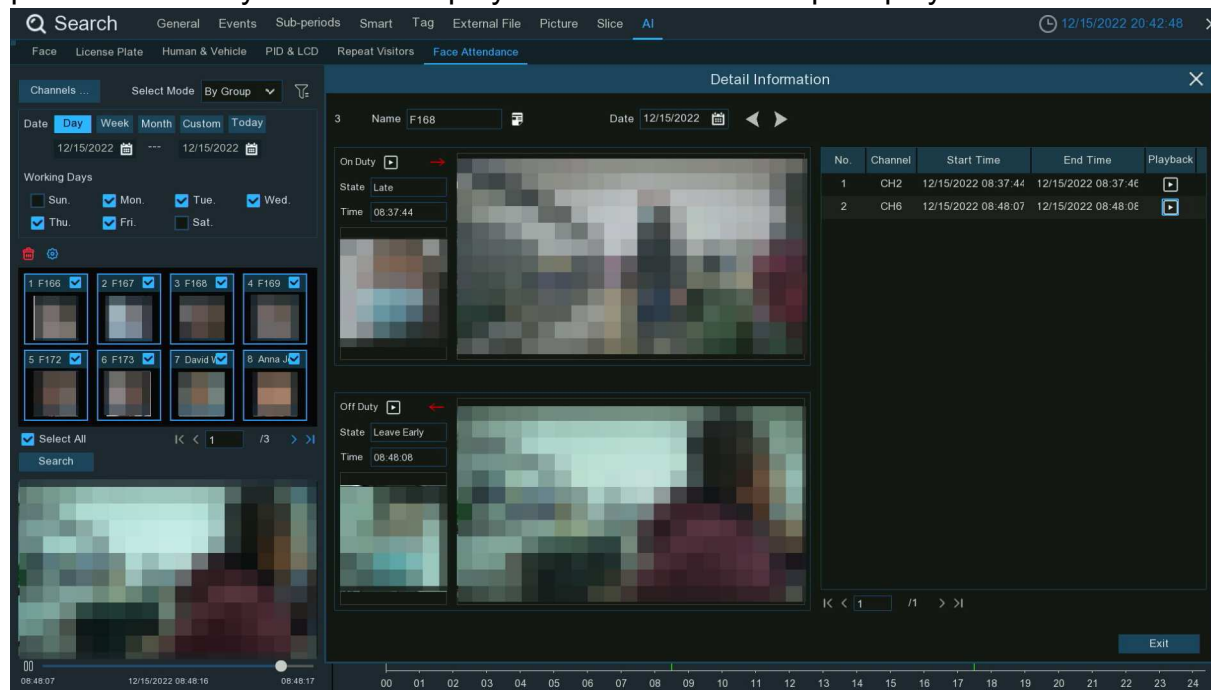 Search General Events Sub-periods Smart Tag External File Picture Slice AI 12/15/2022 20:42:48
Face License Plate Human & Vehicle PID & LCD Repeat Visitors Face Attendance
Detail Information
Channels ... Select Mode By Group
Date Day Week Month Custom Today
12/15/2022 --- 12/15/2022
Working Days
Sun. Mon. Tue. Wed.
Thu. Fri. Sat.
1 F166 2 F167 3 F168 4 F169
5 F172 6 F173 7 David 8 Anna J
Select All 1 /3
Search
08:48:07 12/15/2022 08:48:16 08:48:17
3 Name F168 Date 12/15/2022
On Duty
State Late
Time 08:37:44
Off Duty
State Leave Early
Time 08:48:08
No. Channel Start Time End Time Playback
1 CH2 12/15/2022 08:37:44 12/15/2022 08:37:46
2 CH6 12/15/2022 08:48:07 12/15/2022 08:48:08
1 /1
Exit
00 01 02 03 04 05 06 07 08 09 10 11 12 13 14 15 16 17 18 19 20 21 22 23 24